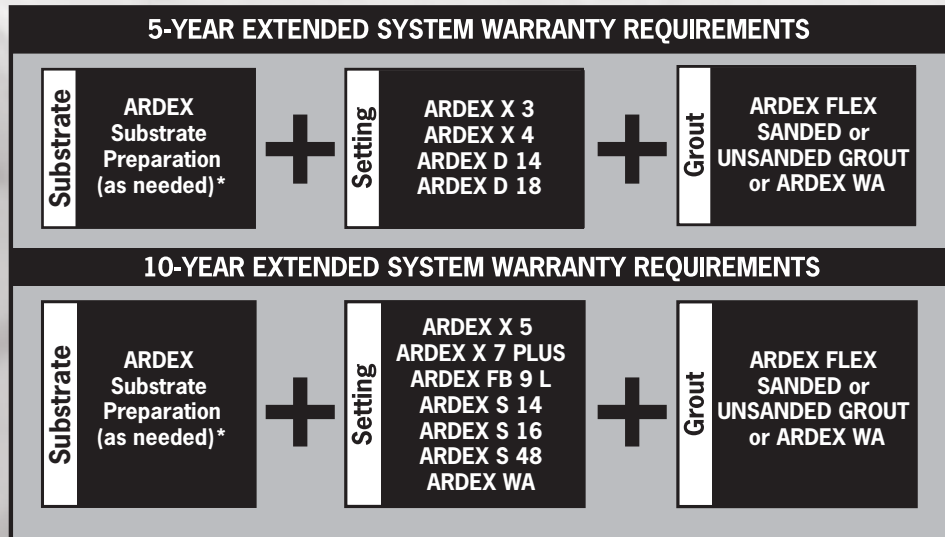 5-YEAR EXTENDED SYSTEM WARRANTY REQUIREMENTS
Substrate
ARDEX
Substrate
Preparation
(as needed)*
+
Setting
ARDEX X 3
ARDEX X 4
ARDEX D 14
ARDEX D 18
+
Grout
ARDEX FLEX
SANDED or
UNSANDED GROUT
or ARDEX WA
10-YEAR EXTENDED SYSTEM WARRANTY REQUIREMENTS
Substrate
ARDEX
Substrate
Preparation
(as needed)*
+
Setting
ARDEX X 5
ARDEX X 7 PLUS
ARDEX FB 9 L
ARDEX S 14
ARDEX S 16
ARDEX S 48
ARDEX WA
+
Grout
ARDEX FLEX
SANDED or
UNSANDED GROUT
or ARDEX WA